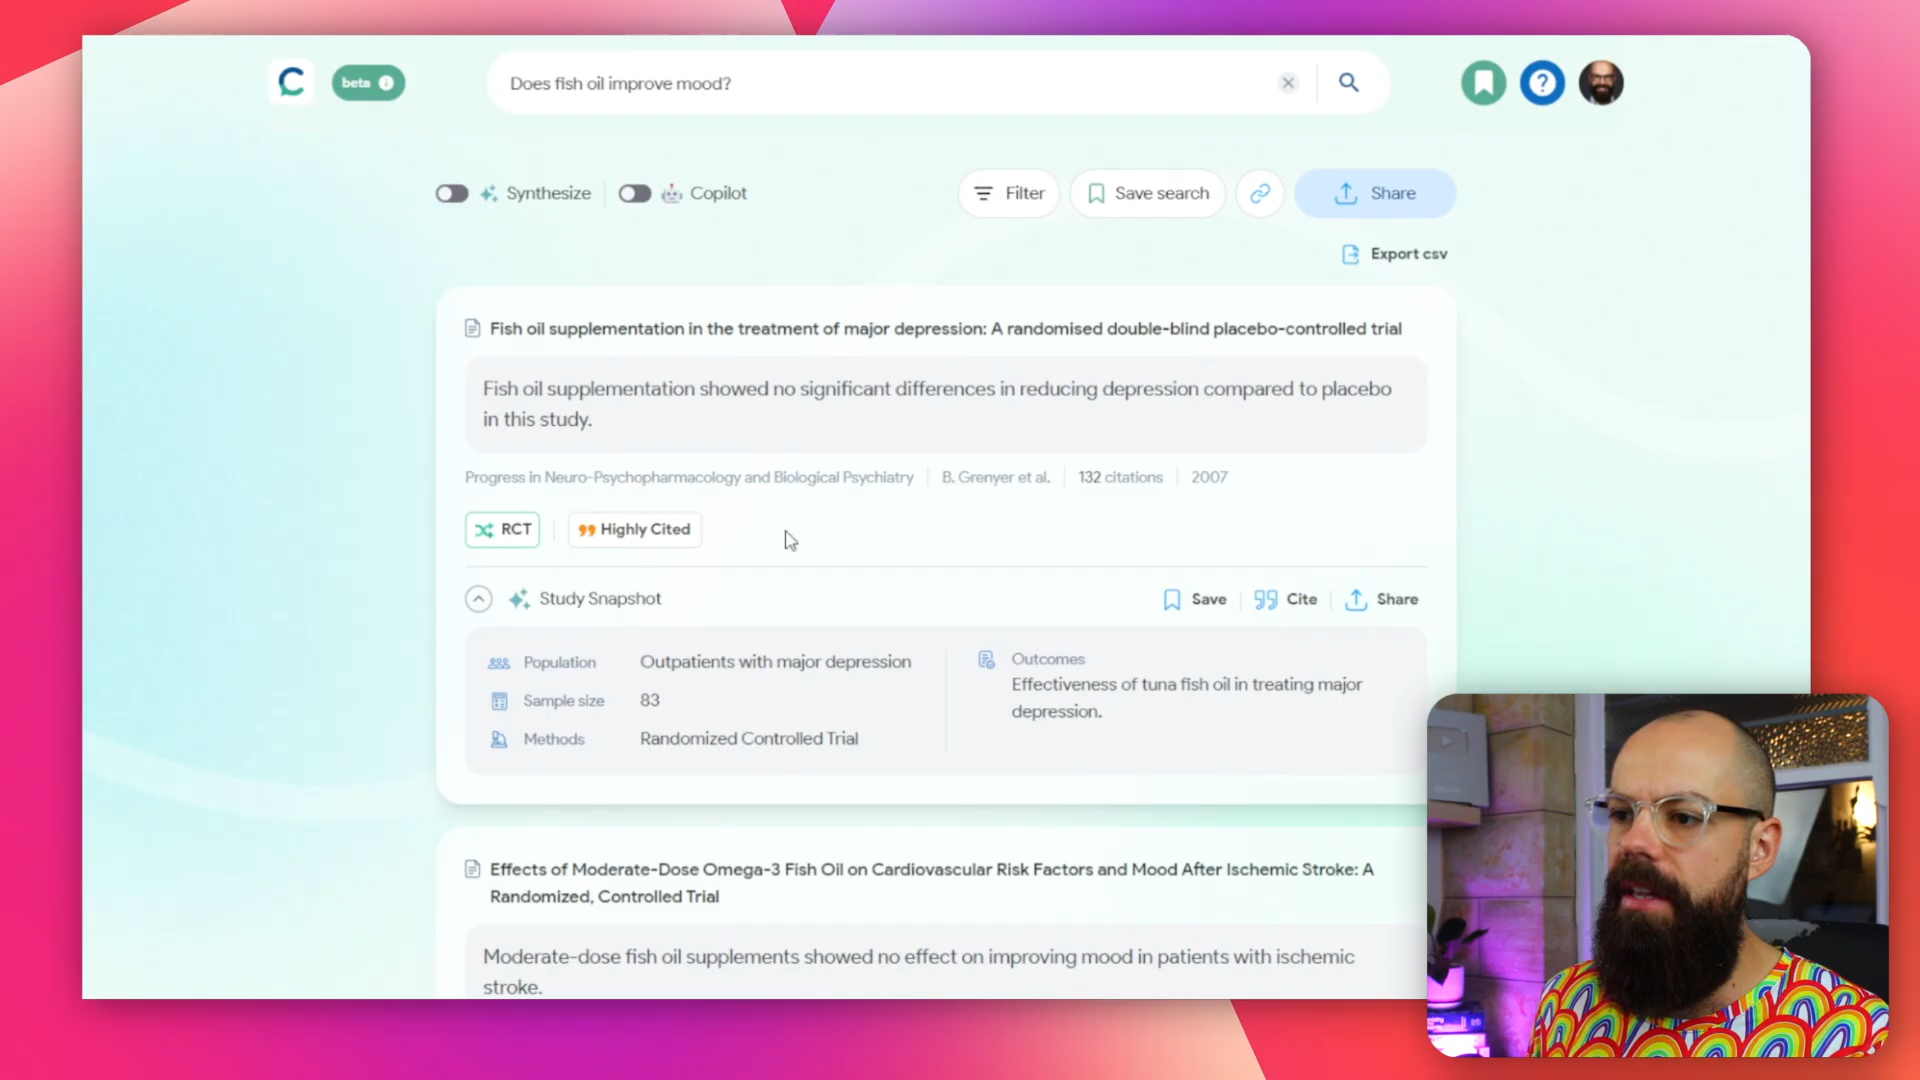 beta
Does fish oil improve mood?
Synthesize
Copilot
Filter
Save search
Share
Export csv
Fish oil supplementation in the treatment of major depression: A randomised double-blind placebo-controlled trial
Fish oil supplementation showed no significant differences in reducing depression compared to placebo
in this study.
Progress in Neuro-Psychopharmacology and Biological Psychiatry B. Grenyer et al. 132 citations 2007
RCT
Highly Cited
Study Snapshot
Save
Cite
Share
Population Outpatients with major depression
Sample size 83
Methods Randomized Controlled Trial
Outcomes
Effectiveness of tuna fish oil in treating major
depression.
Effects of Moderate-Dose Omega-3 Fish Oil on Cardiovascular Risk Factors and Mood After Ischemic Stroke: A
Randomized, Controlled Trial
Moderate-dose fish oil supplements showed no effect on improving mood in patients with ischemic
stroke.